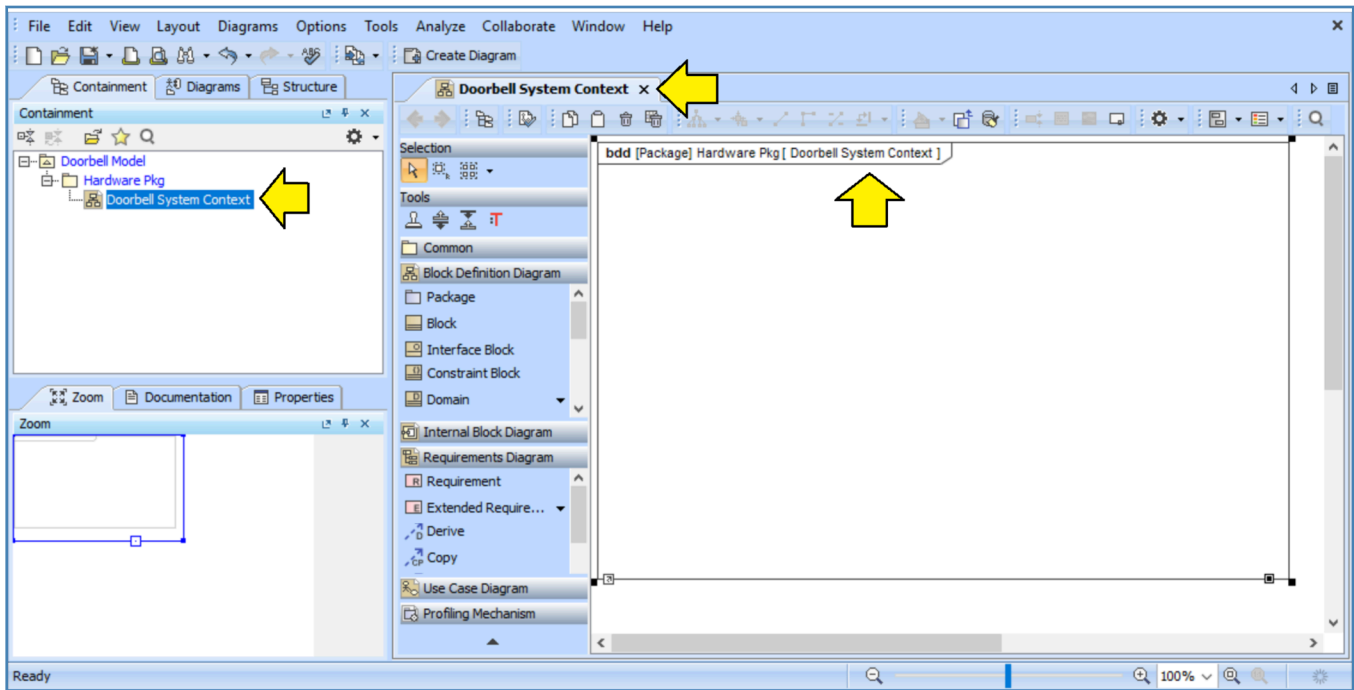 File Edit View Layout Diagrams Options Tools Analyze Collaborate Window Help
Create Diagram
Containment Diagrams Structure
Containment
Doorbell Model
Hardware Pkg
Doorbell System Context
Zoom Documentation Properties
Zoom
Doorbell System Context
Selection
Tools
Common
Block Definition Diagram
Package
Block
Interface Block
Constraint Block
Domain
Internal Block Diagram
Requirements Diagram
Requirement
Extended Require...
Derive
Copy
Use Case Diagram
Profiling Mechanism
bdd [Package] Hardware Pkg[ Doorbell System Context ]
Ready
100%